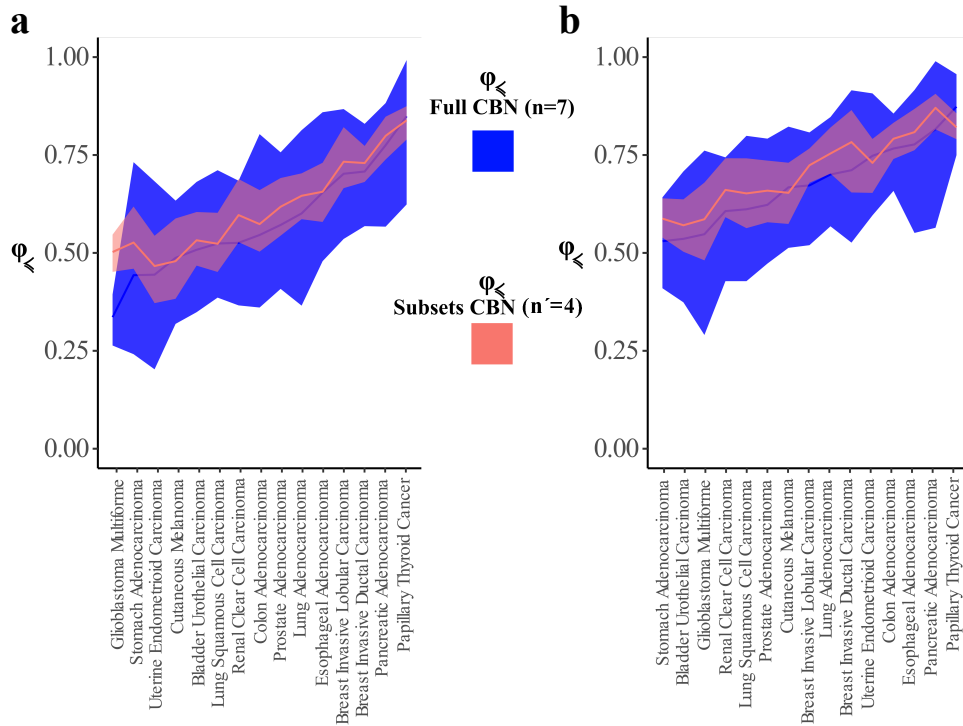 a
b
1.00
0.75
0.50
0.25
0.00
φ⩽
Glioblastoma Multiforme
Stomach Adenocarcinoma
Uterine Endometrioid Carcinoma
Cutaneous Melanoma
Bladder Urothelial Carcinoma
Lung Squamous Cell Carcinoma
Renal Clear Cell Carcinoma
Colon Adenocarcinoma
Prostate Adenocarcinoma
Lung Adenocarcinoma
Esophageal Adenocarcinoma
Breast Invasive Lobular Carcinoma
Breast Invasive Ductal Carcinoma
Pancreatic Adenocarcinoma
Papillary Thyroid Cancer
φ⩽
Full CBN (n=7)
φ⩽
Subsets CBN (n´=4)
1.00
0.75
0.50
0.25
0.00
φ⩽
Stomach Adenocarcinoma
Bladder Urothelial Carcinoma
Glioblastoma Multiforme
Renal Clear Cell Carcinoma
Lung Squamous Cell Carcinoma
Prostate Adenocarcinoma
Cutaneous Melanoma
Breast Invasive Lobular Carcinoma
Lung Adenocarcinoma
Breast Invasive Ductal Carcinoma
Uterine Endometrioid Carcinoma
Colon Adenocarcinoma
Esophageal Adenocarcinoma
Pancreatic Adenocarcinoma
Papillary Thyroid Cancer